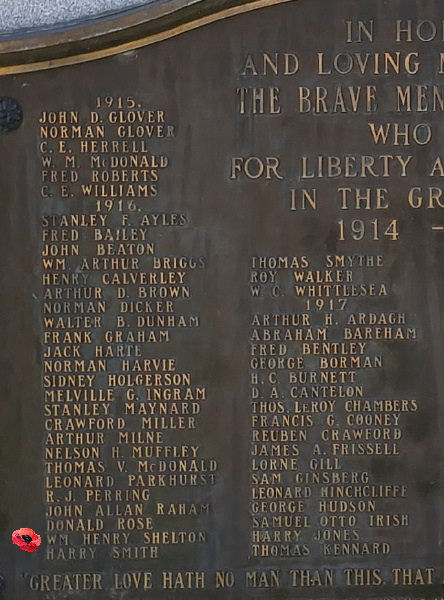 IN HO
AND LOVING
THE BRAVE MEN
WHO
FOR LIBERTY A
IN THE GR
1914 -
1915.
JOHN D. GLOVER
NORMAN GLOVER
C. E. HERRELL
W. M. McDONALD
FRED ROBERTS
C. E. WILLIAMS
1916.
STANLEY F. AYLES
FRED BAILEY
JOHN BEATON
WM. ARTHUR BRIGGS
HENRY CALVERLEY
ARTHUR D. BROWN
NORMAN DICKER
WALTER B. DUNHAM
FRANK GRAHAM
JACK HARTE
NORMAN HARVIE
SIDNEY HOLGERSON
MELVILLE G. INGRAM
STANLEY MAYNARD
CRAWFORD MILLER
ARTHUR MILNE
NELSON H. MUFFLEY
THOMAS V. McDONALD
LEONARD PARKHURST
R. J. PERRING
JOHN ALLAN RAHAM
DONALD ROSE
WM. HENRY SHELTON
HARRY SMITH
THOMAS SMYTHE
ROY WALKER
W. C. WHITTLESEA
1917
ARTHUR H. ARDAGH
ABRAHAM BAREHAM
FRED BENTLEY
GEORGE BORMAN
H. C. BURNETT
D. A. CANTELON
THOS. LEROY CHAMBERS
FRANCIS G. COONEY
REUBEN CRAWFORD
JAMES A. FRISSELL
LORNE GILL
SAM GINSBERG
LEONARD HINCHCLIFFE
GEORGE HUDSON
SAMUEL OTTO IRISH
HARRY JONES
THOMAS KENNARD
"GREATER LOVE HATH NO MAN THAN THIS, THAT